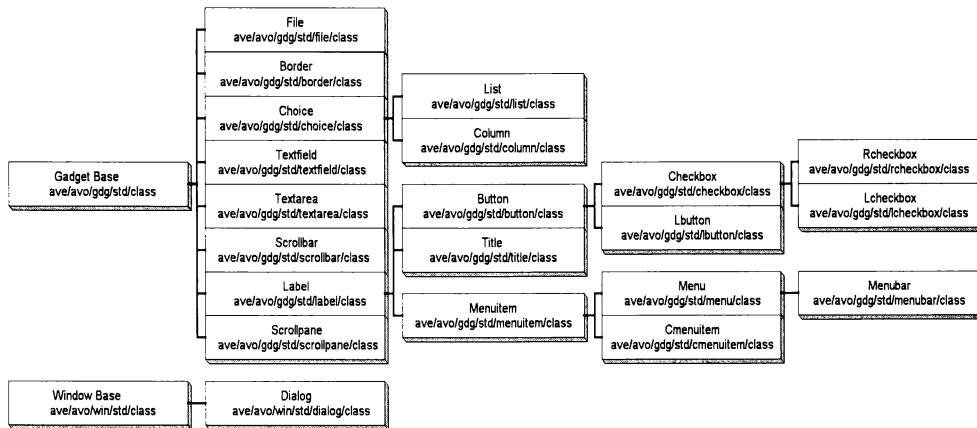 File
ave/avo/gdg/std/file/class
Border
ave/avo/gdg/std/border/class
Choice
ave/avo/gdg/std/choice/class
Textfield
ave/avo/gdg/std/textfield/class
Textarea
ave/avo/gdg/std/textarea/class
Scrollbar
ave/avo/gdg/std/scrollbar/class
Label
ave/avo/gdg/std/label/class
Scrollpane
ave/avo/gdg/std/scrollpane/class
Gadget Base
ave/avo/gdg/std/class
List
ave/avo/gdg/std/list/class
Column
ave/avo/gdg/std/column/class
Button
ave/avo/gdg/std/button/class
Title
ave/avo/gdg/std/title/class
Menuitem
ave/avo/gdg/std/menuitem/class
Checkbox
ave/avo/gdg/std/checkbox/class
Lbutton
ave/avo/gdg/std/lbutton/class
Rcheckbox
ave/avo/gdg/std/rcheckbox/class
Lcheckbox
ave/avo/gdg/std/lcheckbox/class
Menu
ave/avo/gdg/std/menu/class
Cmenuitem
ave/avo/gdg/std/cmenuitem/class
Menubar
ave/avo/gdg/std/menubar/class
Window Base
ave/avo/win/std/class
Dialog
ave/avo/win/std/dialog/class